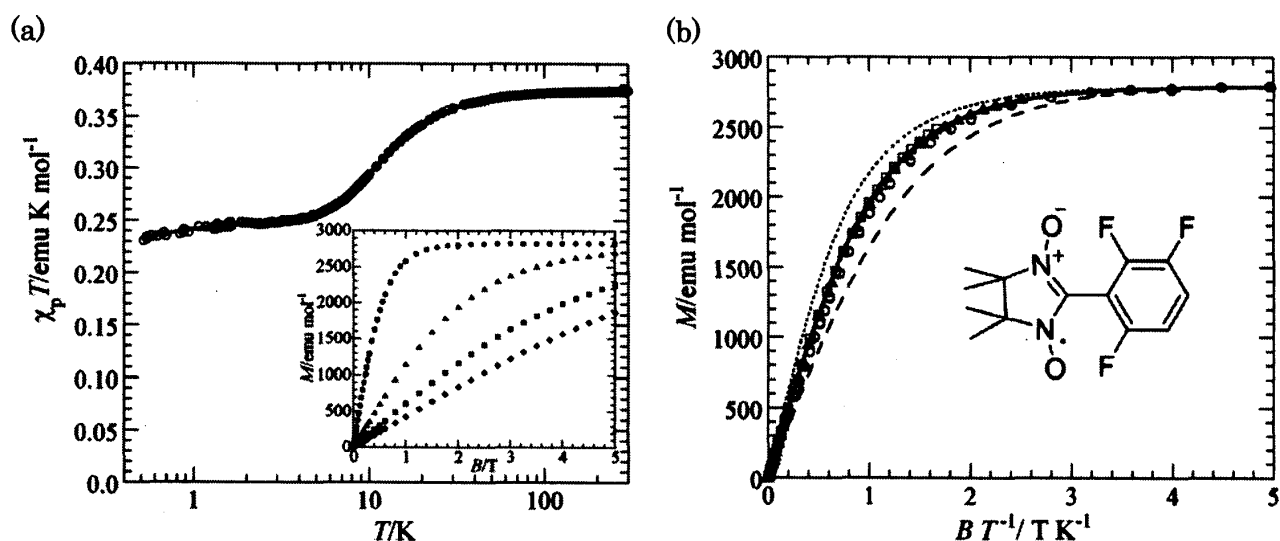 (a)
(b)
χₚT/emu K mol⁻¹
0.40
0.35
0.30
0.25
0.20
0.15
0.10
0.05
0.0
1
10
100
T/K
M/emu mol⁻¹
3000
2500
2000
1500
1000
500
0
0
1
2
3
4
5
B/T
M/emu mol⁻¹
3000
2500
2000
1500
1000
500
0
0
1
2
3
4
5
B T⁻¹/ T K⁻¹
O⁻
N⁺
F
F
N·
O
F